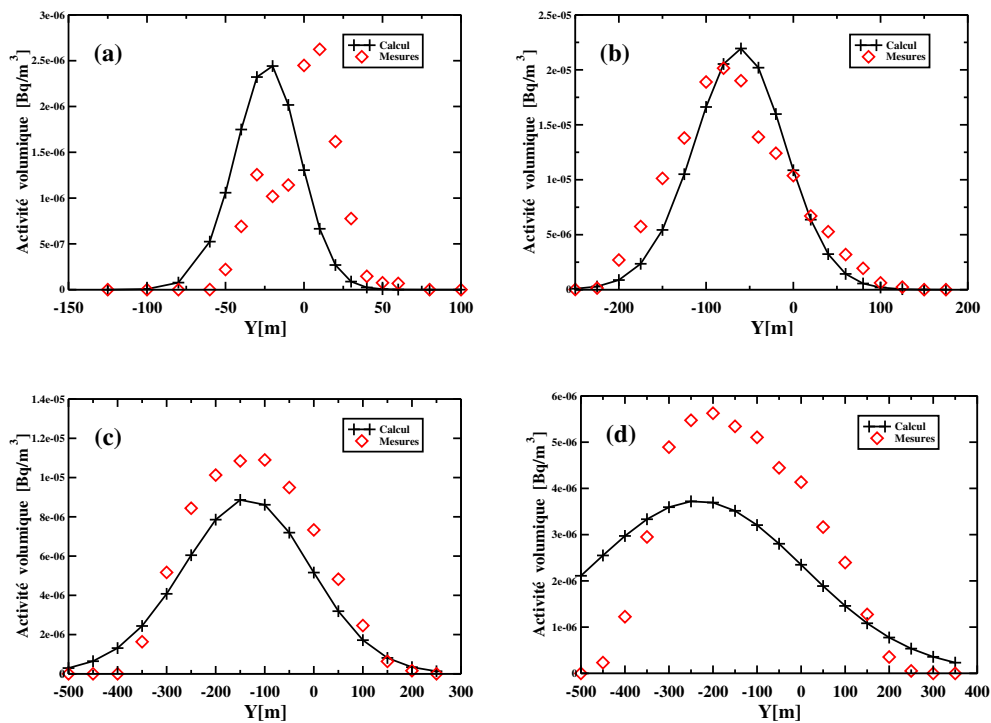 3e-06
2.5e-06
2e-06
1.5e-06
1e-06
5e-07
0
-150
-100
-50
0
50
100
Y[m]
Activité volumique [Bq/m³]
(a)
Calcul
Mesures
2.5e-05
2e-05
1.5e-05
1e-05
5e-06
0
-200
-100
0
100
200
Y[m]
Activité volumique [Bq/m³]
(b)
Calcul
Mesures
1.4e-05
1.2e-05
1e-05
8e-06
6e-06
4e-06
2e-06
0
-500
-400
-300
-200
-100
0
100
200
300
Y[m]
Activité volumique [Bq/m³]
(c)
Calcul
Mesures
6e-06
5e-06
4e-06
3e-06
2e-06
1e-06
0
-500
-400
-300
-200
-100
0
100
200
300
400
Y[m]
Activité volumique [Bq/m³]
(d)
Calcul
Mesures